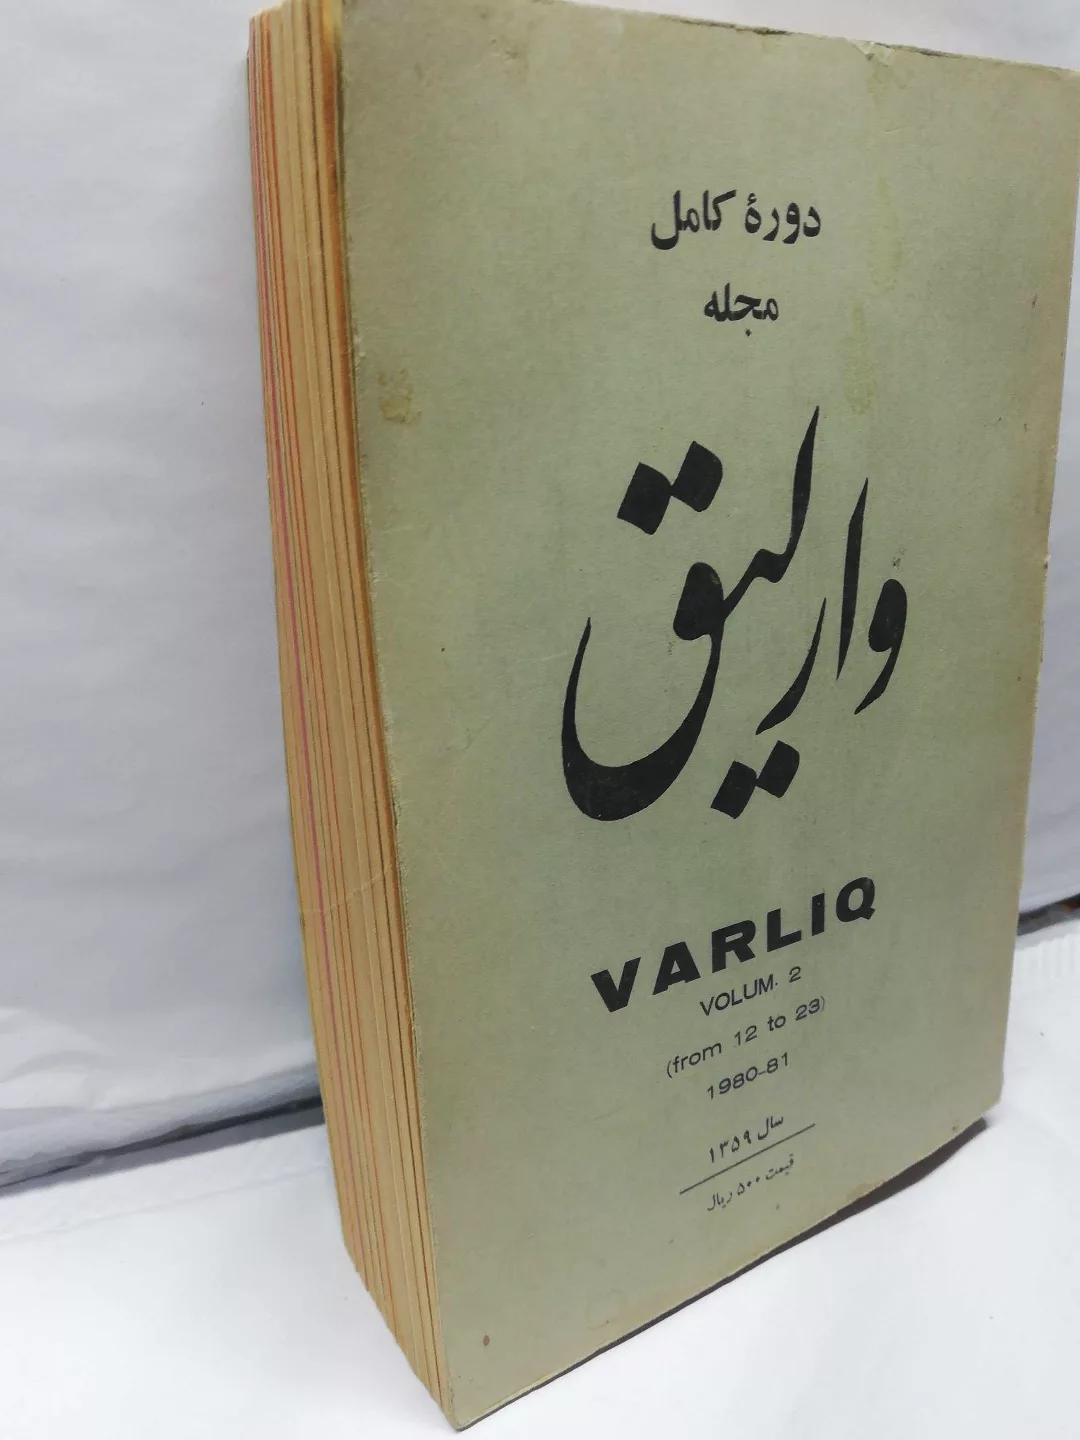 دورهٔ کامل
مجله
وارلیق
VARLIQ
VOLUM. 2
(from 12 to 23)
1980-81
سال ۱۳۵۹
قیمت ۵۰۰ ریال